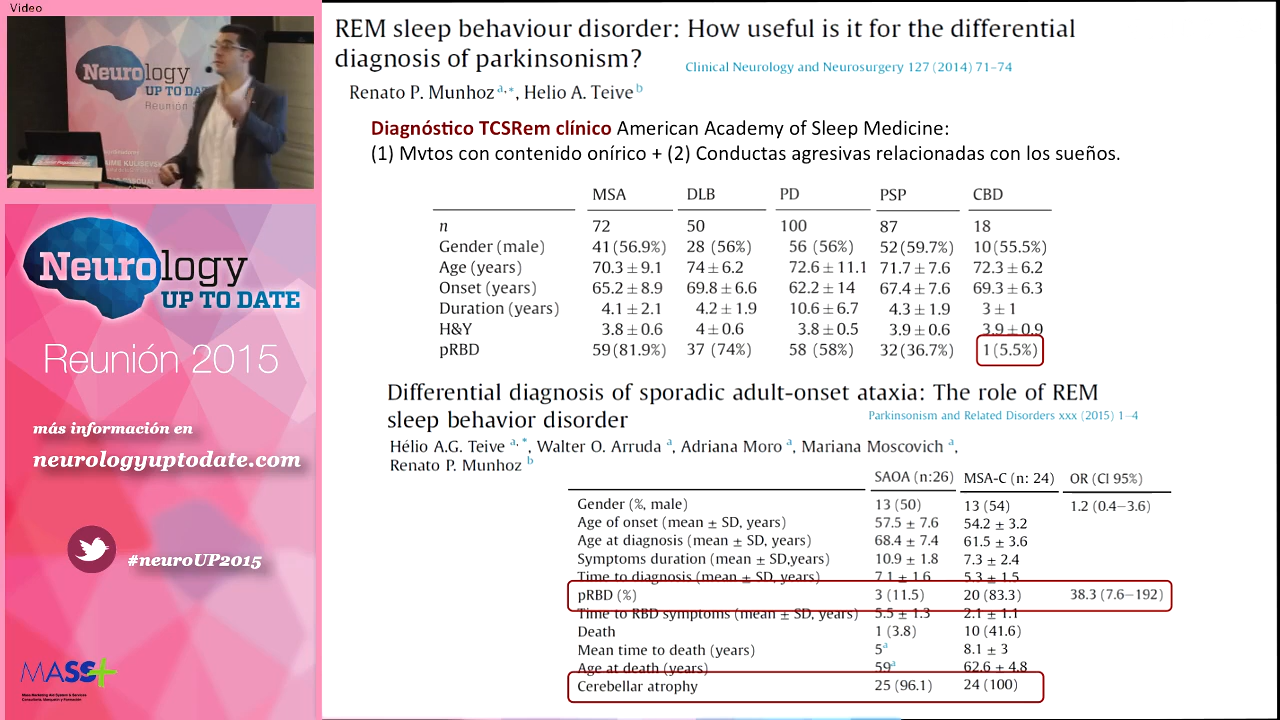 Video
Neurology
UP TO DATE
Reunión
Neurology
UP TO DATE
Reunión 2015
más información en
neurologyuptodate.com
#neuroUP2015
MASS+
REM sleep behaviour disorder: How useful is it for the differential
diagnosis of parkinsonism?
Clinical Neurology and Neurosurgery 127 (2014) 71–74
Renato P. Munhoz a,*, Helio A. Teive b
Diagnóstico TCSRem clínico American Academy of Sleep Medicine:
(1) Mvtos con contenido onírico + (2) Conductas agresivas relacionadas con los sueños.
MSA DLB PD PSP CBD
n 72 50 100 87 18
Gender (male) 41 (56.9%) 28 (56%) 56 (56%) 52 (59.7%) 10 (55.5%)
Age (years) 70.3 ± 9.1 74 ± 6.2 72.6 ± 11.1 71.7 ± 7.6 72.3 ± 6.2
Onset (years) 65.2 ± 8.9 69.8 ± 6.6 62.2 ± 14 67.4 ± 7.6 69.3 ± 6.3
Duration (years) 4.1 ± 2.1 4.2 ± 1.9 10.6 ± 6.7 4.3 ± 1.9 3 ± 1
H&Y 3.8 ± 0.6 4 ± 0.6 3.8 ± 0.5 3.9 ± 0.6 3.9 ± 0.9
pRBD 59 (81.9%) 37 (74%) 58 (58%) 32 (36.7%) 1 (5.5%)
Differential diagnosis of sporadic adult-onset ataxia: The role of REM
sleep behavior disorder
Parkinsonism and Related Disorders xxx (2015) 1–4
Hélio A.G. Teive a,*, Walter O. Arruda a, Adriana Moro a, Mariana Moscovich a,
Renato P. Munhoz b
SAOA (n:26) MSA-C (n: 24) OR (CI 95%)
Gender (%, male) 13 (50) 13 (54) 1.2 (0.4–3.6)
Age of onset (mean ± SD, years) 57.5 ± 7.6 54.2 ± 3.2
Age at diagnosis (mean ± SD, years) 68.4 ± 7.4 61.5 ± 3.6
Symptoms duration (mean ± SD,years) 10.9 ± 1.8 7.3 ± 2.4
Time to diagnosis (mean ± SD, years) 7.1 ± 1.6 5.3 ± 1.5
pRBD (%) 3 (11.5) 20 (83.3) 38.3 (7.6–192)
Time to RBD symptoms (mean ± SD, years) 5.5 ± 1.3 2.1 ± 1.1
Death 1 (3.8) 10 (41.6)
Mean time to death (years) 5a 8.1 ± 3
Age at death (years) 59a 62.6 ± 4.8
Cerebellar atrophy 25 (96.1) 24 (100)